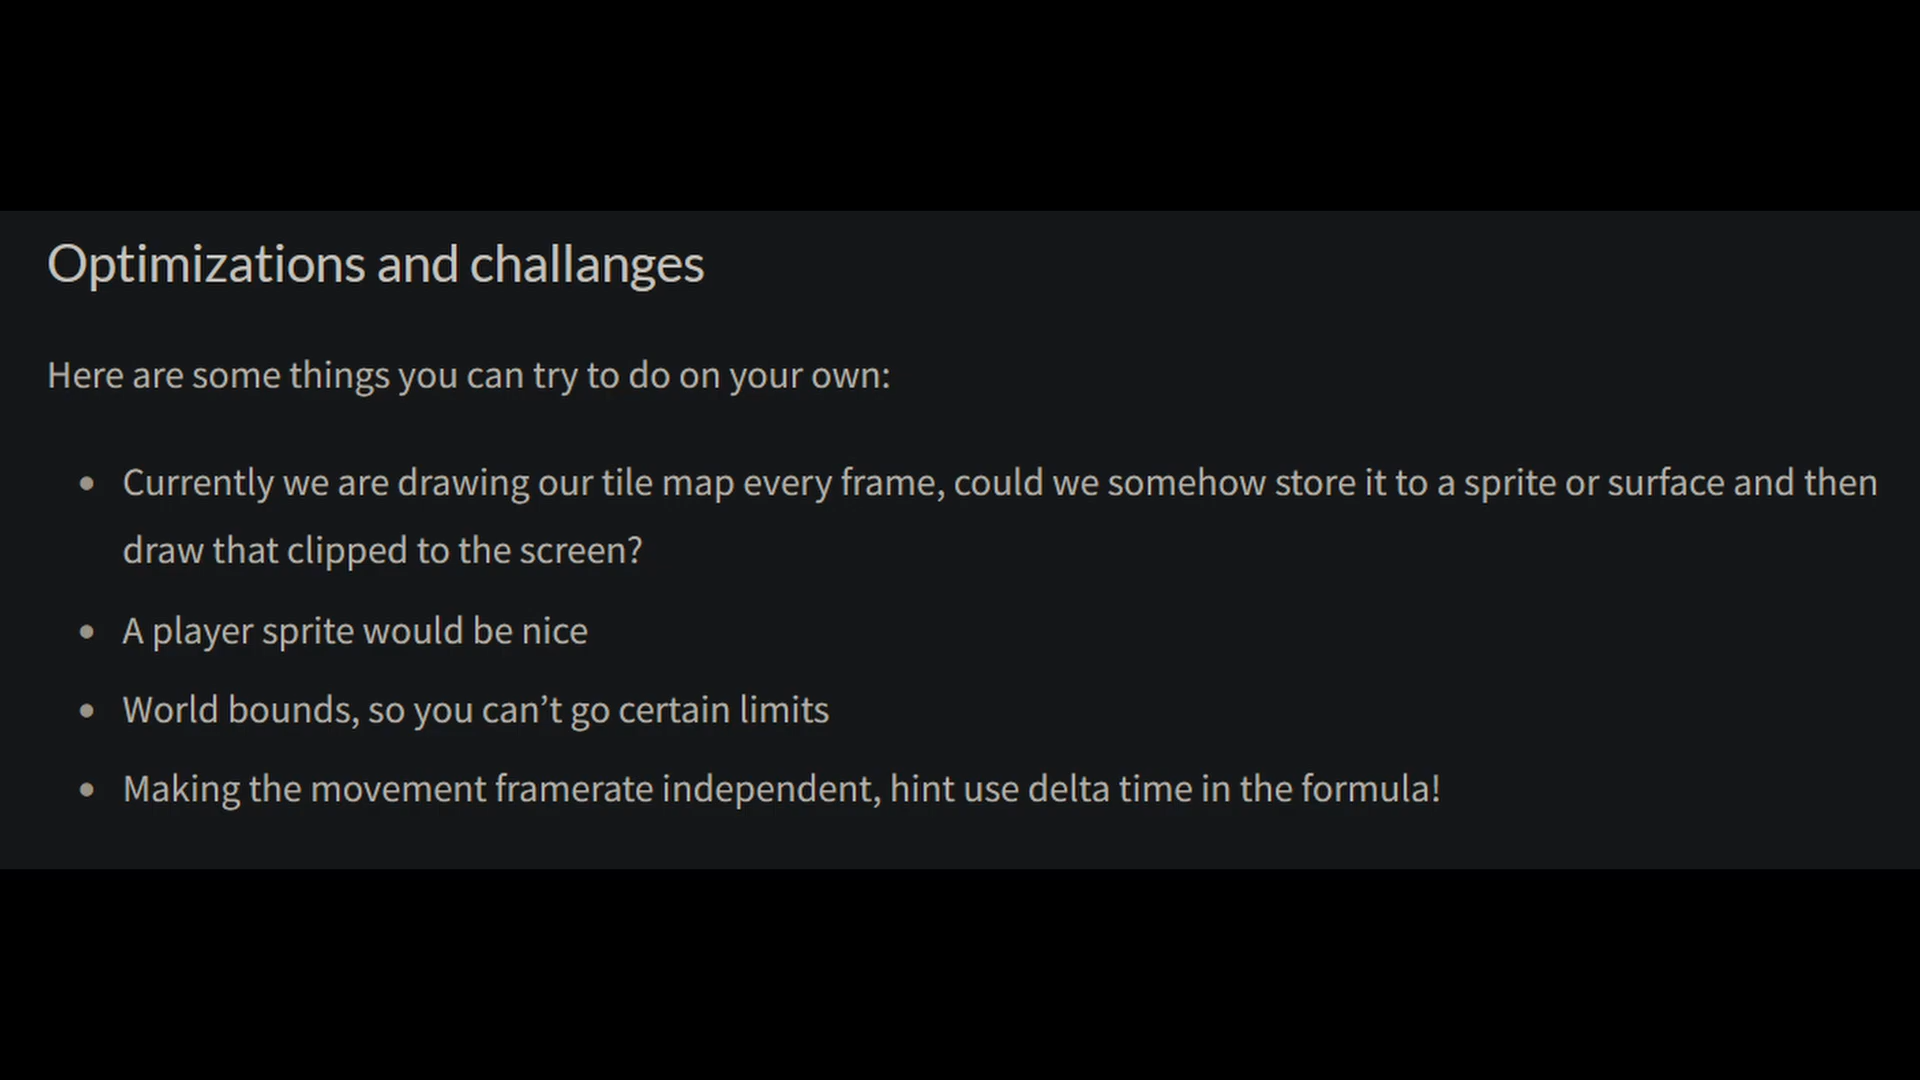 Optimizations and challanges
Here are some things you can try to do on your own:
• Currently we are drawing our tile map every frame, could we somehow store it to a sprite or surface and then
draw that clipped to the screen?
• A player sprite would be nice
• World bounds, so you can’t go certain limits
• Making the movement framerate independent, hint use delta time in the formula!